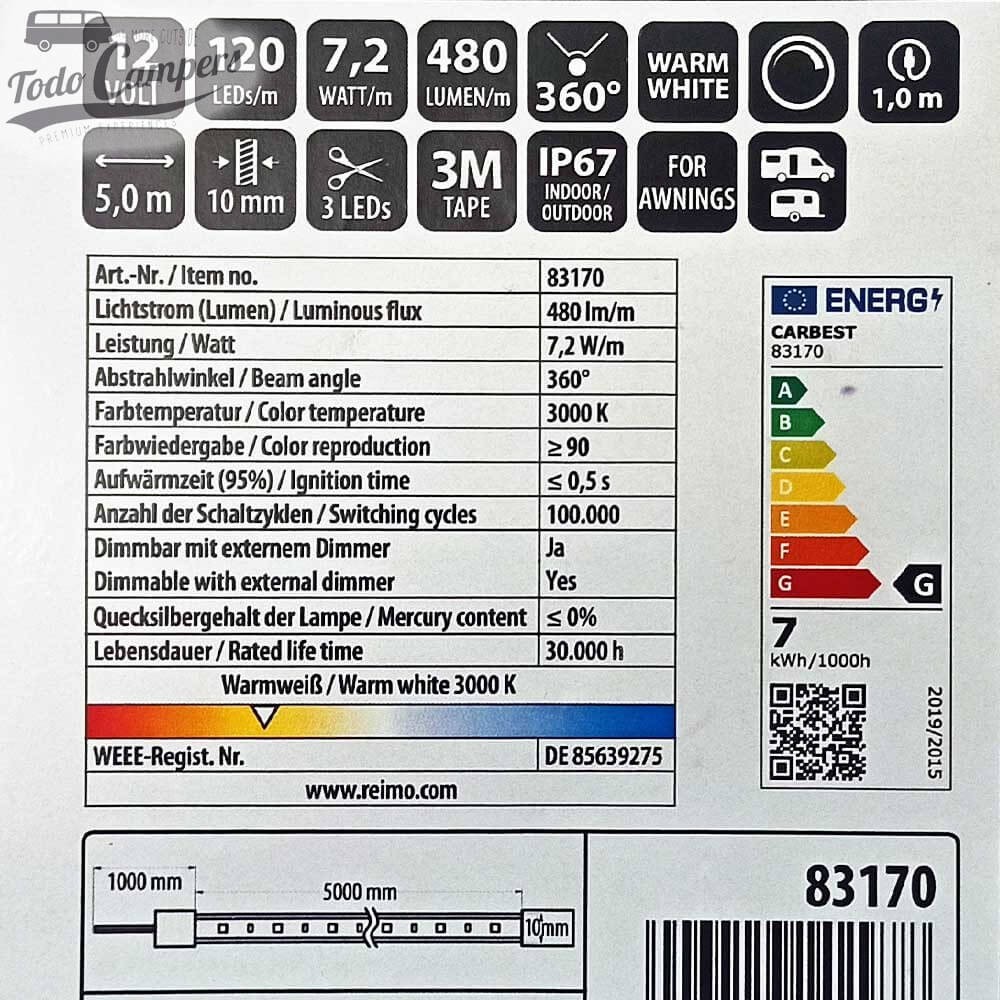 MORE OUTSIDE
Todo Campers
PREMIUM EXPERIENCES
12
VOLT
120
LEDs/m
7,2
WATT/m
480
LUMEN/m
360°
WARM
WHITE
1,0 m
5,0 m
10 mm
3 LEDs
3M
TAPE
IP67
INDOOR/
OUTDOOR
FOR
AWNINGS
Art.-Nr. / Item no. 83170
Lichtstrom (Lumen) / Luminous flux 480 lm/m
Leistung / Watt 7,2 W/m
Abstrahlwinkel / Beam angle 360°
Farbtemperatur / Color temperature 3000 K
Farbwiedergabe / Color reproduction ≥ 90
Aufwärmzeit (95%) / Ignition time ≤ 0,5 s
Anzahl der Schaltzyklen / Switching cycles 100.000
Dimmbar mit externem Dimmer Ja
Dimmable with external dimmer Yes
Quecksilbergehalt der Lampe / Mercury content ≤ 0%
Lebensdauer / Rated life time 30.000 h
Warmweiß / Warm white 3000 K
WEEE-Regist. Nr. DE 85639275
www.reimo.com
ENERG
CARBEST
83170
A
B
C
D
E
F
G
G
7
kWh/1000h
2019/2015
1000 mm
5000 mm
10 mm
83170